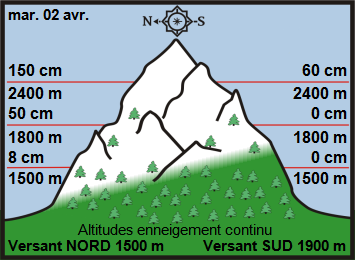 mar. 02 avr.
N S
150 cm 60 cm
2400 m 2400 m
50 cm 0 cm
1800 m 1800 m
8 cm 0 cm
1500 m 1500 m
Altitudes enneigement continu
Versant NORD 1500 m Versant SUD 1900 m